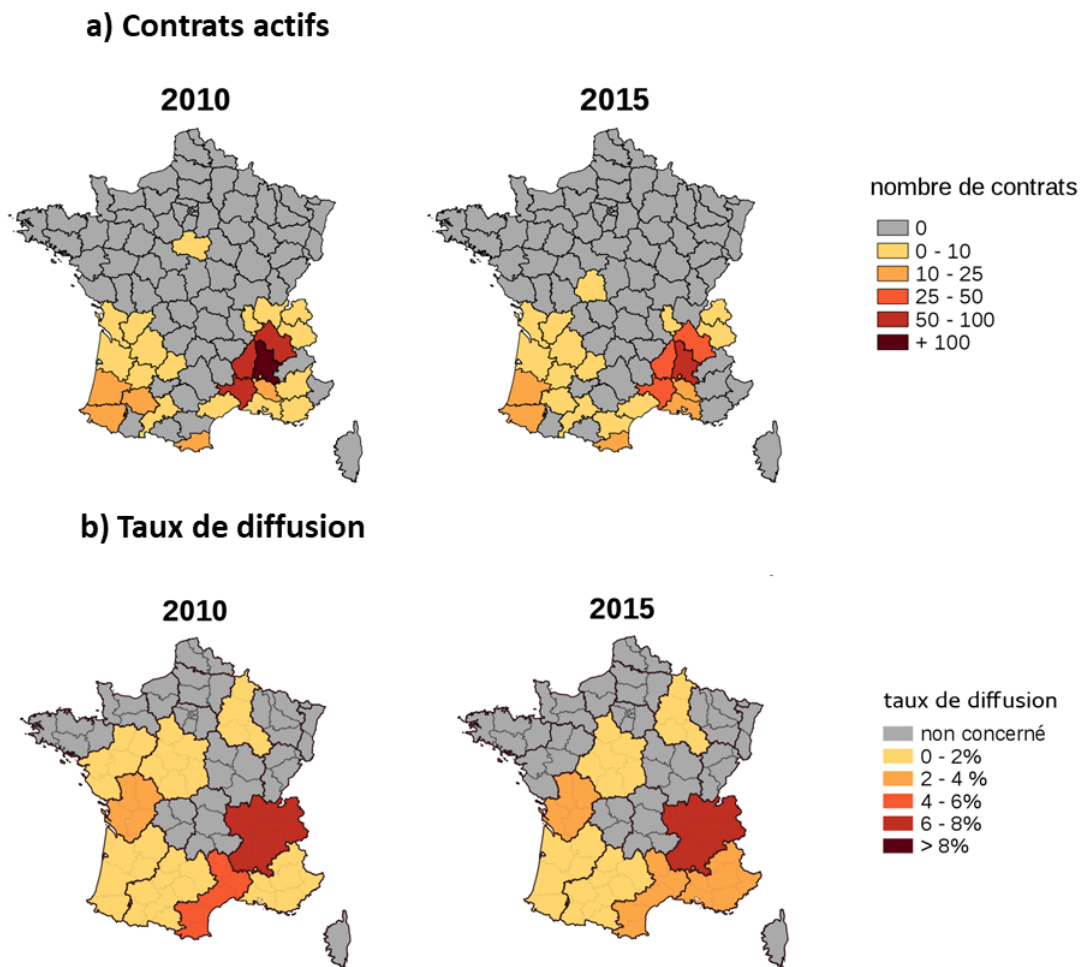 a) Contrats actifs
2010
2015
nombre de contrats
0
0 - 10
10 - 25
25 - 50
50 - 100
+ 100
b) Taux de diffusion
2010
2015
taux de diffusion
non concerné
0 - 2%
2 - 4 %
4 - 6%
6 - 8%
> 8%